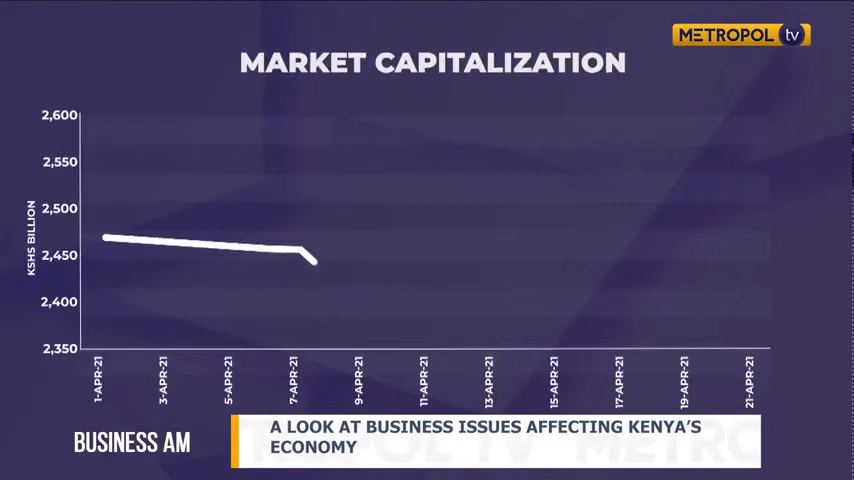 METROPOL tv
MARKET CAPITALIZATION
2,600
2,550
2,500
2,450
2,400
2,350
KSHS BILLION
1-APR-21
3-APR-21
5-APR-21
7-APR-21
9-APR-21
11-APR-21
13-APR-21
15-APR-21
17-APR-21
19-APR-21
21-APR-21
BUSINESS AM
A LOOK AT BUSINESS ISSUES AFFECTING KENYA'S
ECONOMY